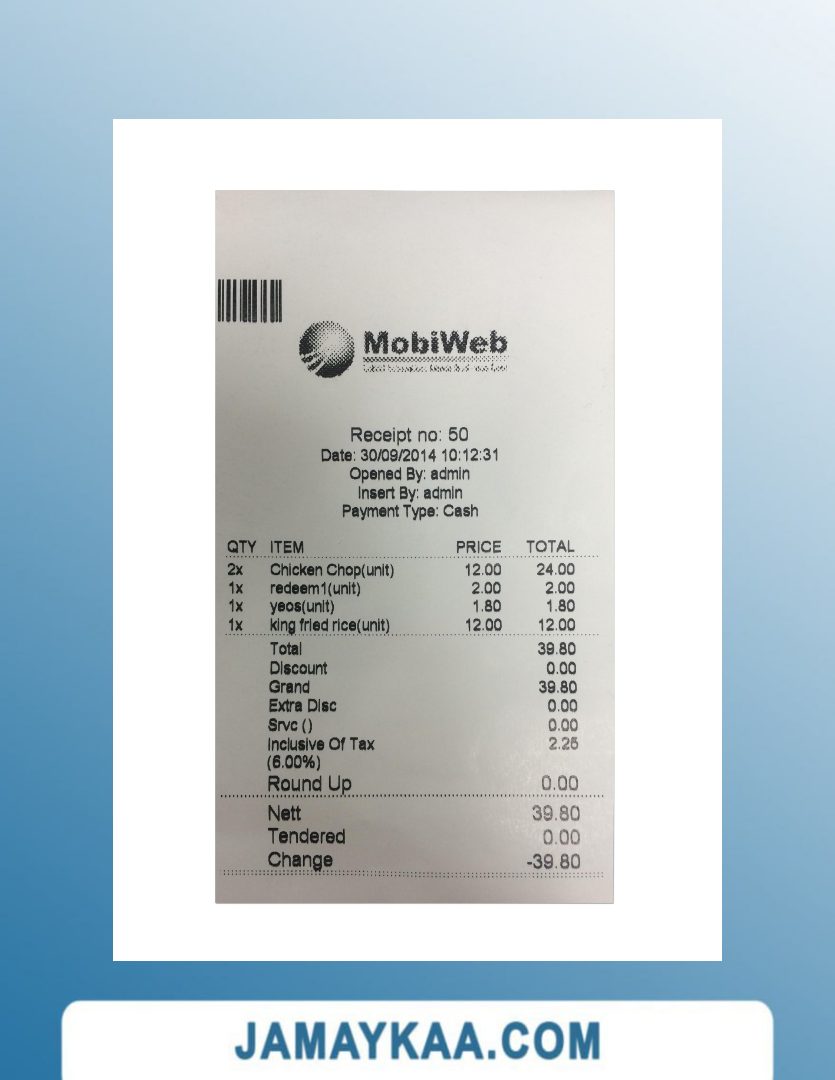 MobiWeb
Receipt no: 50
Date: 30/09/2014 10:12:31
Opened By: admin
Insert By: admin
Payment Type: Cash
QTY ITEM PRICE TOTAL
2x Chicken Chop(unit) 12.00 24.00
1x redeem1(unit) 2.00 2.00
1x yeos(unit) 1.80 1.80
1x king fried rice(unit) 12.00 12.00
Total 39.80
Discount 0.00
Grand 39.80
Extra Disc 0.00
Srvc () 0.00
Inclusive Of Tax 2.25
(6.00%)
Round Up 0.00
Nett 39.80
Tendered 0.00
Change -39.80
JAMAYKAA.COM